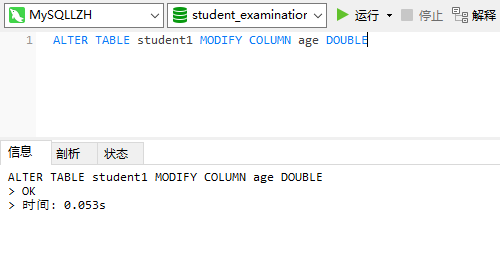 MySQLLZH student_examination 运行 停止 解释
1 ALTER TABLE student1 MODIFY COLUMN age DOUBLE
信息 剖析 状态
ALTER TABLE student1 MODIFY COLUMN age DOUBLE
> OK
> 时间: 0.053s